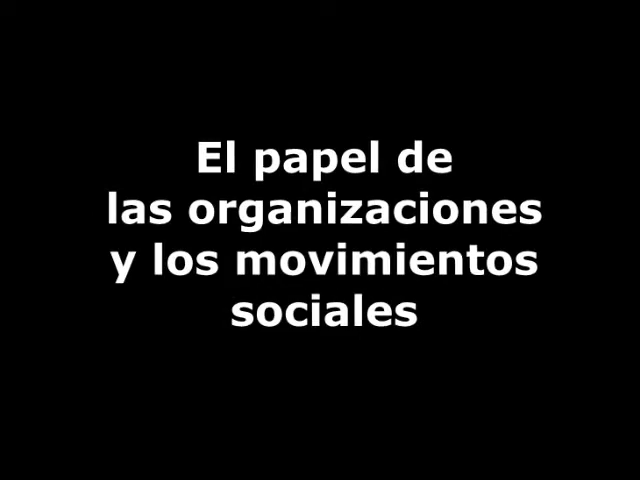 El papel de
las organizaciones
y los movimientos
sociales